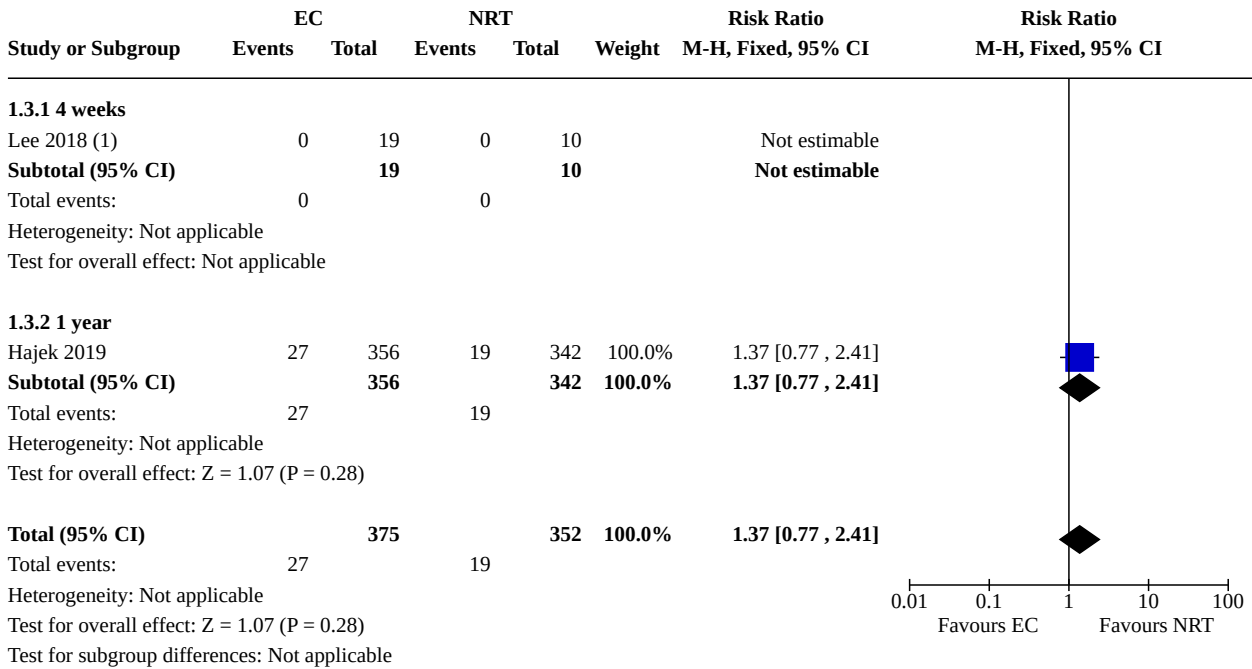 EC NRT Risk Ratio Risk Ratio
Study or Subgroup Events Total Events Total Weight M-H, Fixed, 95% CI M-H, Fixed, 95% CI
1.3.1 4 weeks
Lee 2018 (1) 0 19 0 10 Not estimable
Subtotal (95% CI) 19 10 Not estimable
Total events: 0 0
Heterogeneity: Not applicable
Test for overall effect: Not applicable
1.3.2 1 year
Hajek 2019 27 356 19 342 100.0% 1.37 [0.77 , 2.41]
Subtotal (95% CI) 356 342 100.0% 1.37 [0.77 , 2.41]
Total events: 27 19
Heterogeneity: Not applicable
Test for overall effect: Z = 1.07 (P = 0.28)
Total (95% CI) 375 352 100.0% 1.37 [0.77 , 2.41]
Total events: 27 19
Heterogeneity: Not applicable 0.01 0.1 1 10 100
Test for overall effect: Z = 1.07 (P = 0.28) Favours EC Favours NRT
Test for subgroup differences: Not applicable